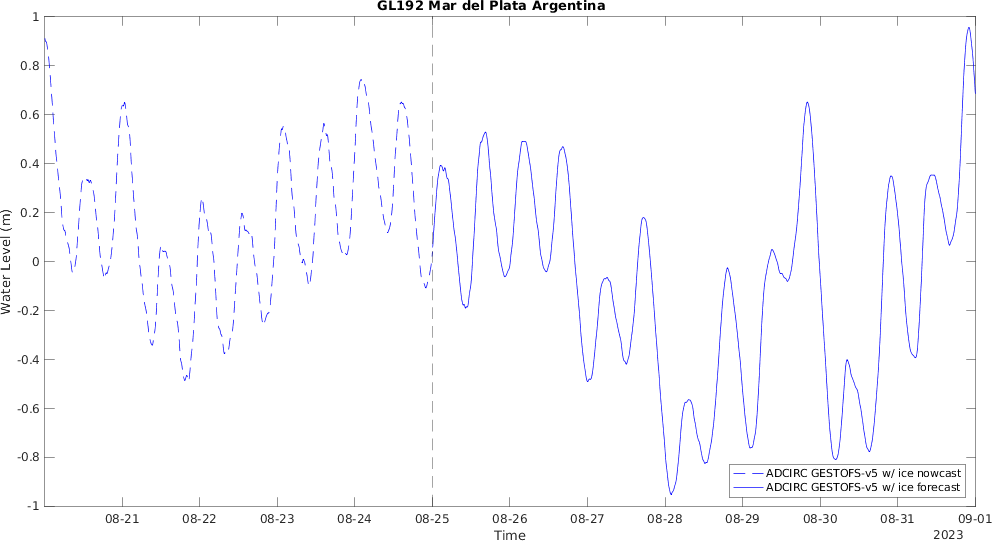 GL192 Mar del Plata Argentina
1
0.8
0.6
0.4
0.2
0
-0.2
-0.4
-0.6
-0.8
-1
Water Level (m)
ADCIRC GESTOFS-v5 w/ ice nowcast
ADCIRC GESTOFS-v5 w/ ice forecast
08-21 08-22 08-23 08-24 08-25 08-26 08-27 08-28 08-29 08-30 08-31 09-01
Time
2023